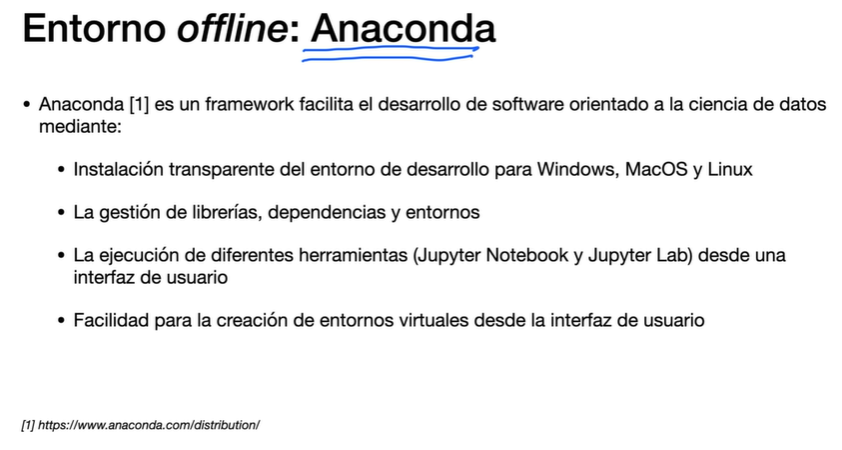 Entorno offline: Anaconda
• Anaconda [1] es un framework facilita el desarrollo de software orientado a la ciencia de datos
mediante:
• Instalación transparente del entorno de desarrollo para Windows, MacOS y Linux
• La gestión de librerías, dependencias y entornos
• La ejecución de diferentes herramientas (Jupyter Notebook y Jupyter Lab) desde una
interfaz de usuario
• Facilidad para la creación de entornos virtuales desde la interfaz de usuario
[1] https://www.anaconda.com/distribution/